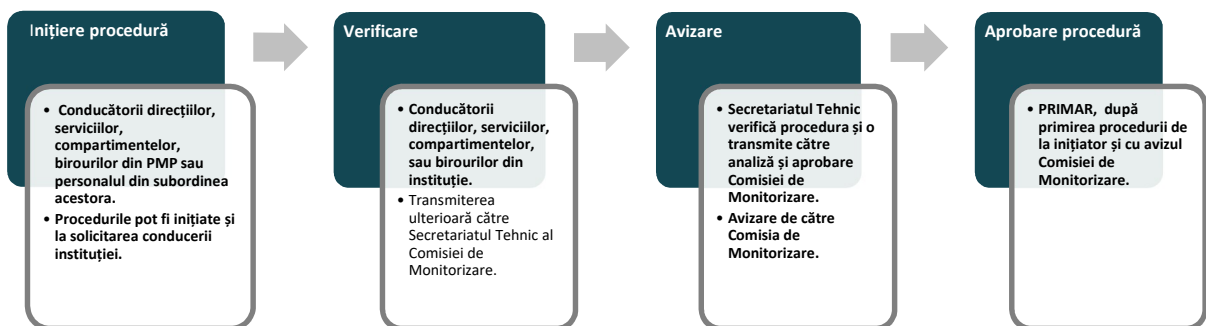 Inițiere procedură
• Conducătorii direcțiilor,
serviciilor,
compartimentelor,
birourilor din PMP sau
personalul din subordinea
acestora.
• Procedurile pot fi inițiate și
la solicitarea conducerii
instituției.
Verificare
• Conducătorii
direcțiilor, serviciilor,
compartimentelor,
sau birourilor din
instituție.
• Transmiterea
ulterioară către
Secretariatul Tehnic al
Comisiei de
Monitorizare.
Avizare
• Secretariatul Tehnic
verifică procedura și o
transmite către
analiză și aprobare
Comisiei de
Monitorizare.
• Avizare de către
Comisia de
Monitorizare.
Aprobare procedură
• PRIMAR, după
primirea procedurii de
la inițiator și cu avizul
Comisiei de
Monitorizare.